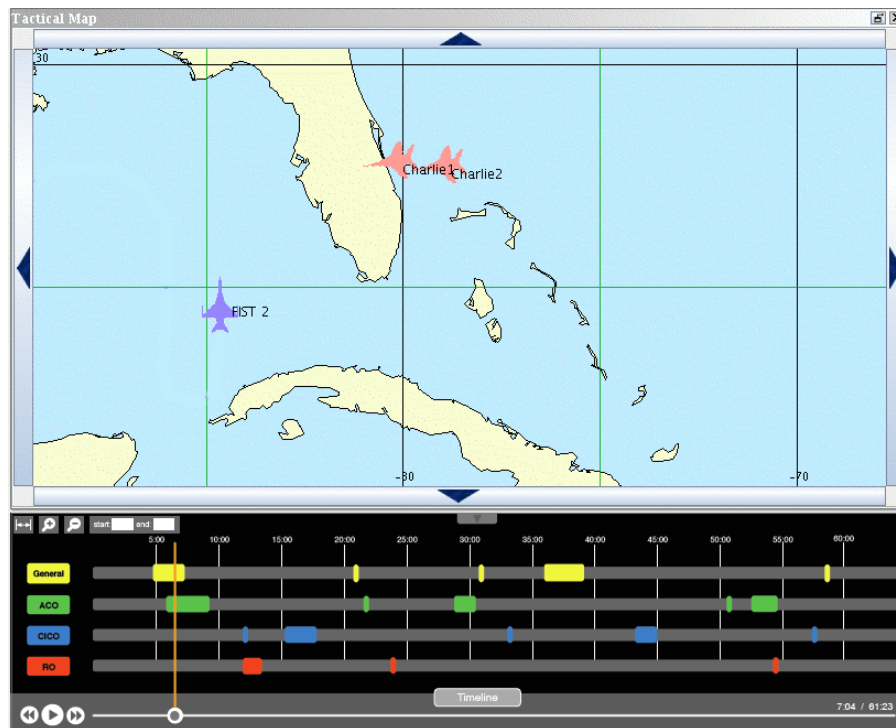 Tactical Map
30
Charlie1
Charlie2
FIST 2
-80
-70
start: end:
5:00 10:00 15:00 20:00 25:00 30:00 35:00 40:00 45:00 50:00 55:00 60:00
General
ACO
CICO
RO
Timeline
7:04 / 61:23